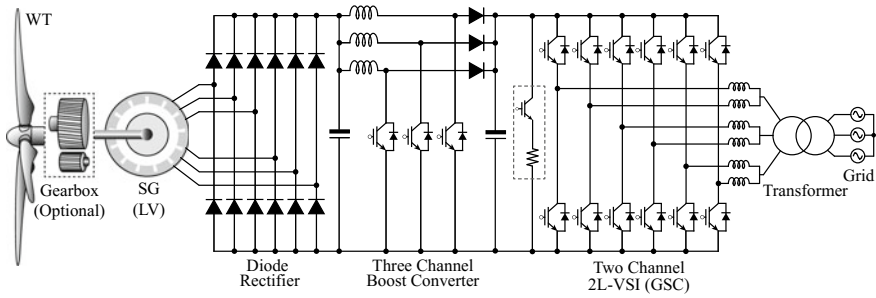 WT
Gearbox
(Optional)
SG
(LV)
Diode
Rectifier
Three Channel
Boost Converter
Two Channel
2L-VSI (GSC)
Transformer
Grid